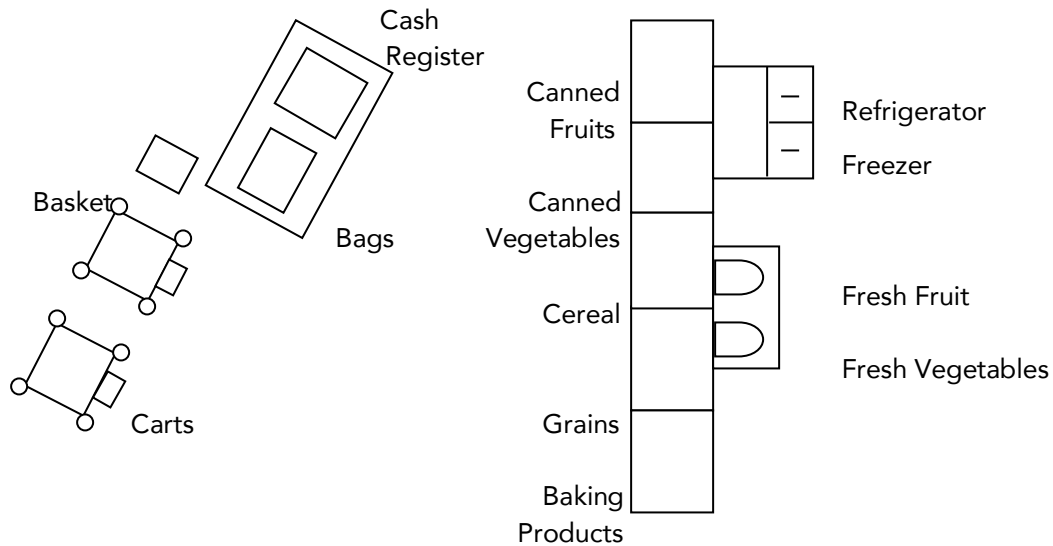 Cash
Register
Basket
Bags
Carts
Canned
Fruits
Canned
Vegetables
Cereal
Grains
Baking
Products
Refrigerator
Freezer
Fresh Fruit
Fresh Vegetables